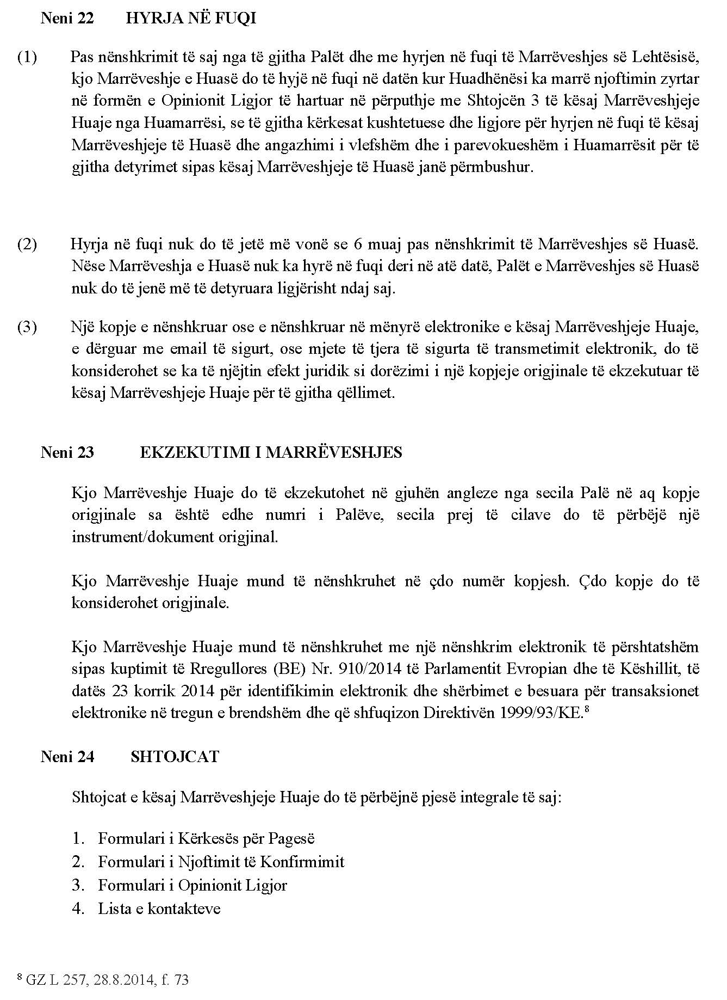 Neni 22 HYRJA NË FUQI
(1) Pas nënshkrimit të saj nga të gjitha Palët dhe me hyrjen në fuqi të Marrëveshjes së Lehtësisë,
kjo Marrëveshje e Huasë do të hyjë në fuqi në datën kur Huadhënësi ka marrë njoftimin zyrtar
në formën e Opinionit Ligjor të hartuar në përputhje me Shtojcën 3 të kësaj Marrëveshjeje
Huaje nga Huamarrësi, se të gjitha kërkesat kushtetuese dhe ligjore për hyrjen në fuqi të kësaj
Marrëveshjeje të Huasë dhe angazhimi i vlefshëm dhe i parevokueshëm i Huamarrësit për të
gjitha detyrimet sipas kësaj Marrëveshjeje të Huasë janë përmbushur.
(2) Hyrja në fuqi nuk do të jetë më vonë se 6 muaj pas nënshkrimit të Marrëveshjes së Huasë.
Nëse Marrëveshja e Huasë nuk ka hyrë në fuqi deri në atë datë, Palët e Marrëveshjes së Huasë
nuk do të jenë më të detyruara ligjërisht ndaj saj.
(3) Një kopje e nënshkruar ose e nënshkruar në mënyrë elektronike e kësaj Marrëveshjeje Huaje,
e dërguar me email të sigurt, ose mjete të tjera të sigurta të transmetimit elektronik, do të
konsiderohet se ka të njëjtin efekt juridik si dorëzimi i një kopjeje origjinale të ekzekutuar të
kësaj Marrëveshjeje Huaje për të gjitha qëllimet.
Neni 23 EKZEKUTIMI I MARRËVESHJES
Kjo Marrëveshje Huaje do të ekzekutohet në gjuhën angleze nga secila Palë në aq kopje
origjinale sa është edhe numri i Palëve, secila prej të cilave do të përbëjë një
instrument/dokument origjinal.
Kjo Marrëveshje Huaje mund të nënshkruhet në çdo numër kopjesh. Çdo kopje do të
konsiderohet origjinale.
Kjo Marrëveshje Huaje mund të nënshkruhet me një nënshkrim elektronik të përshtatshëm
sipas kuptimit të Rregullores (BE) Nr. 910/2014 të Parlamentit Evropian dhe të Këshillit, të
datës 23 korrik 2014 për identifikimin elektronik dhe shërbimet e besuara për transaksionet
elektronike në tregun e brendshëm dhe që shfuqizon Direktivën 1999/93/KE.⁸
Neni 24 SHTOJCAT
Shtojcat e kësaj Marrëveshjeje Huaje do të përbëjnë pjesë integrale të saj:
1. Formulari i Kërkesës për Pagesë
2. Formulari i Njoftimit të Konfirmimit
3. Formulari i Opinionit Ligjor
4. Lista e kontakteve
⁸ GZ L 257, 28.8.2014, f. 73